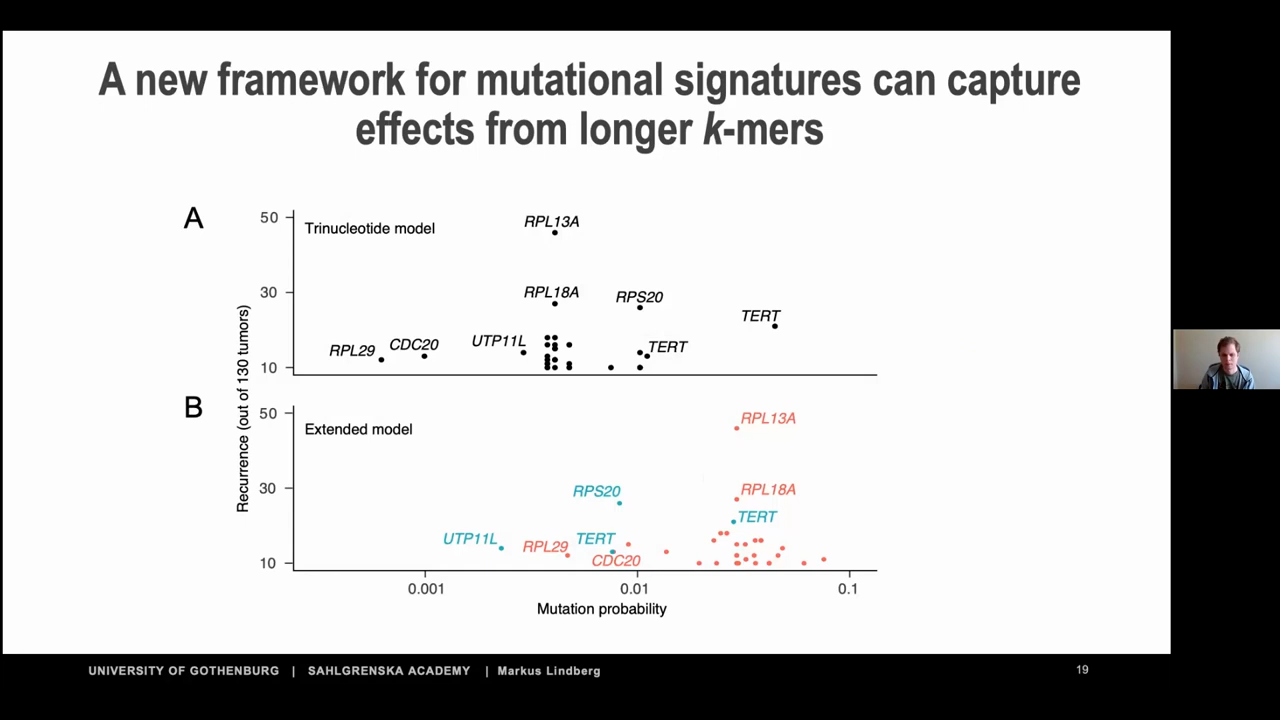 A new framework for mutational signatures can capture
effects from longer k-mers
A
50
30
10
Trinucleotide model
RPL13A
RPL18A
RPS20
TERT
RPL29
CDC20
UTP11L
TERT
Recurrence (out of 130 tumors)
B
50
30
10
Extended model
RPL13A
RPS20
RPL18A
TERT
UTP11L
RPL29
TERT
CDC20
0.001
0.01
0.1
Mutation probability
UNIVERSITY OF GOTHENBURG | SAHLGRENSKA ACADEMY | Markus Lindberg
19